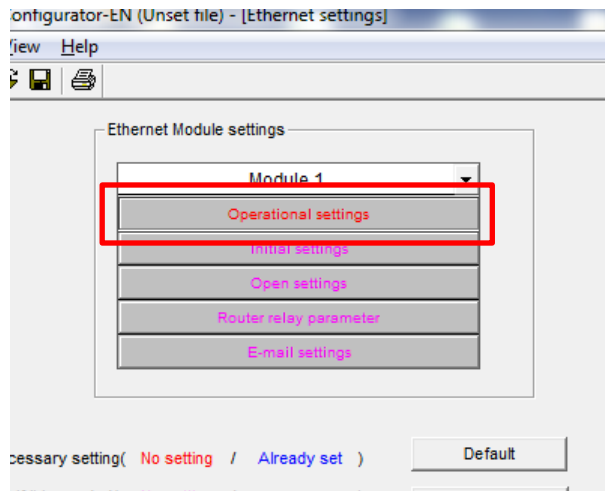 onfigurator-EN (Unset file) - [Ethernet settings]
iew Help
Ethernet Module settings
Module 1
Operational settings
Initial settings
Open settings
Router relay parameter
E-mail settings
cessary setting( No setting / Already set )
Default